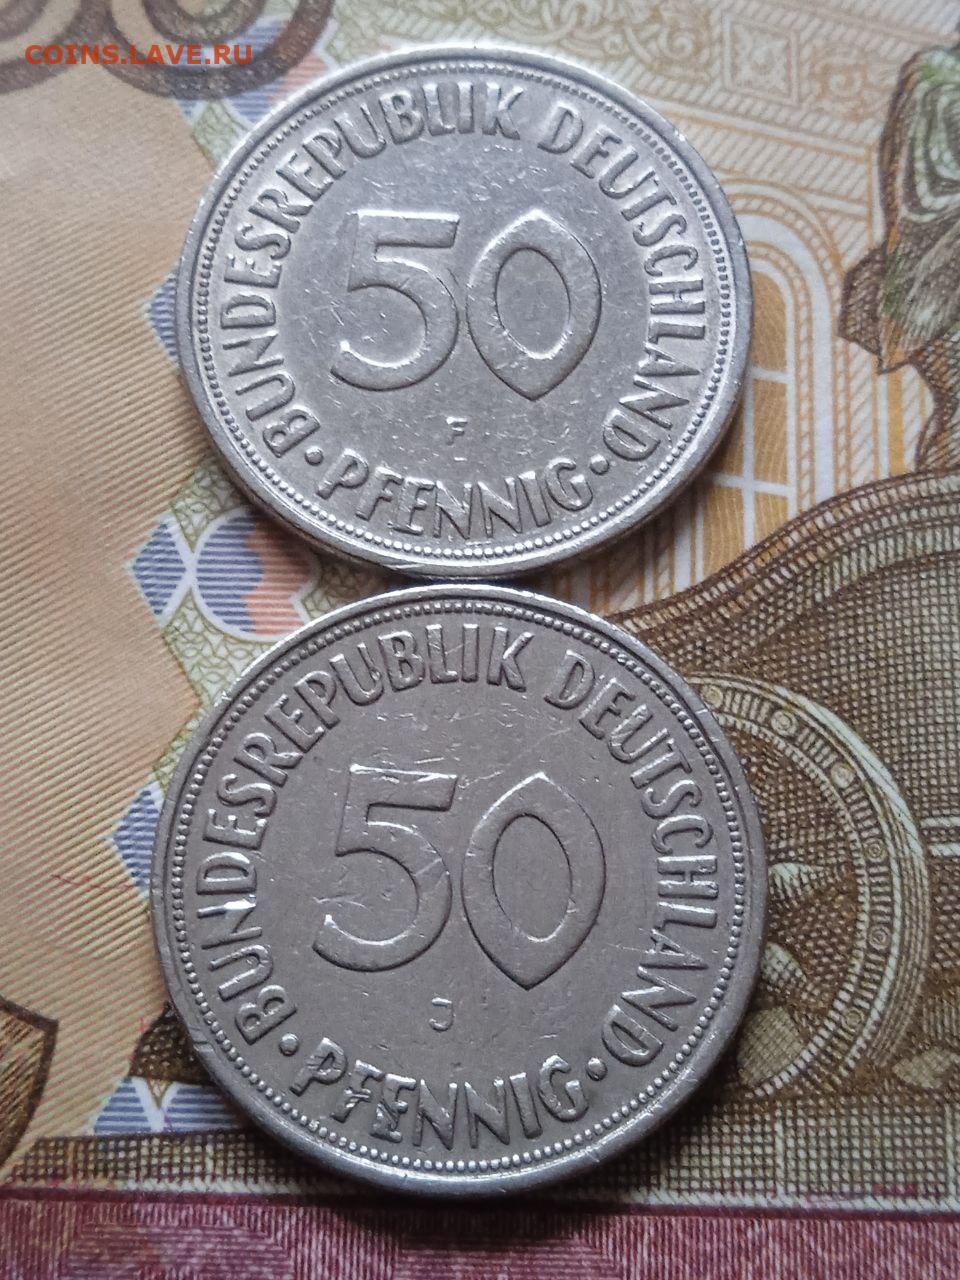 COINS.LAVE.RU
BUNDESREPUBLIK DEUTSCHLAND
50
F
• PFENNIG •
BUNDESREPUBLIK DEUTSCHLAND
50
J
• PFENNIG •